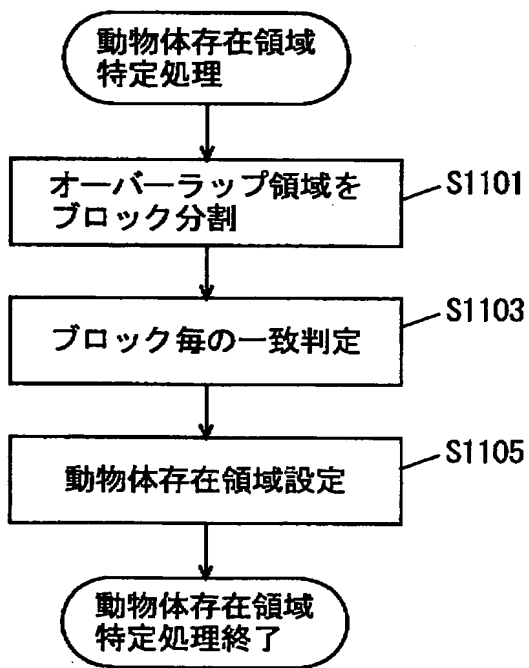 動物体存在領域
特定処理
オーバーラップ領域を
ブロック分割
S1101
ブロック毎の一致判定
S1103
動物体存在領域設定
S1105
動物体存在領域
特定処理終了